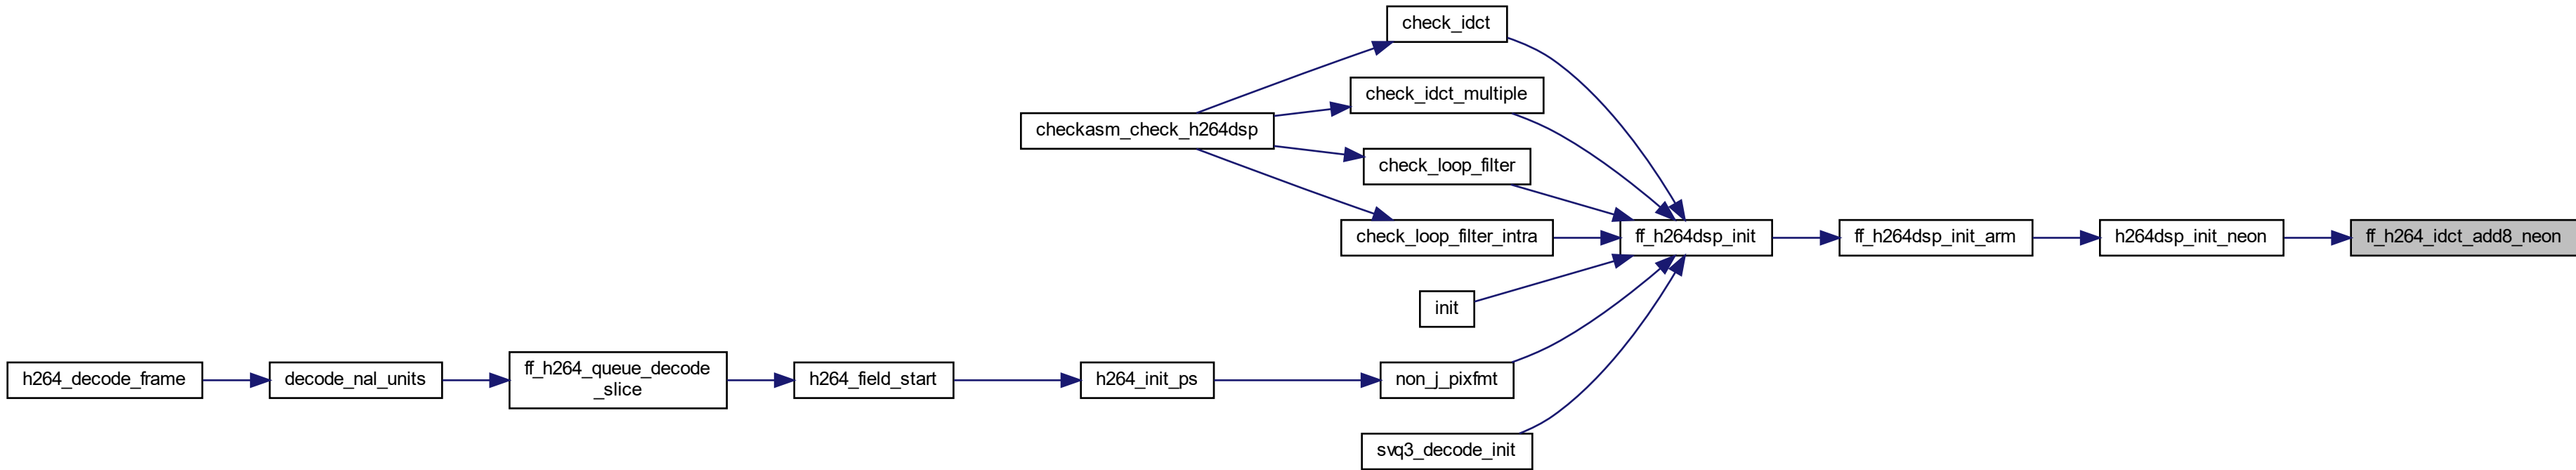 check_idct
check_idct_multiple
checkasm_check_h264dsp
check_loop_filter
check_loop_filter_intra
ff_h264dsp_init
ff_h264dsp_init_arm
h264dsp_init_neon
ff_h264_idct_add8_neon
init
h264_decode_frame
decode_nal_units
ff_h264_queue_decode
_slice
h264_field_start
h264_init_ps
non_j_pixfmt
svq3_decode_init